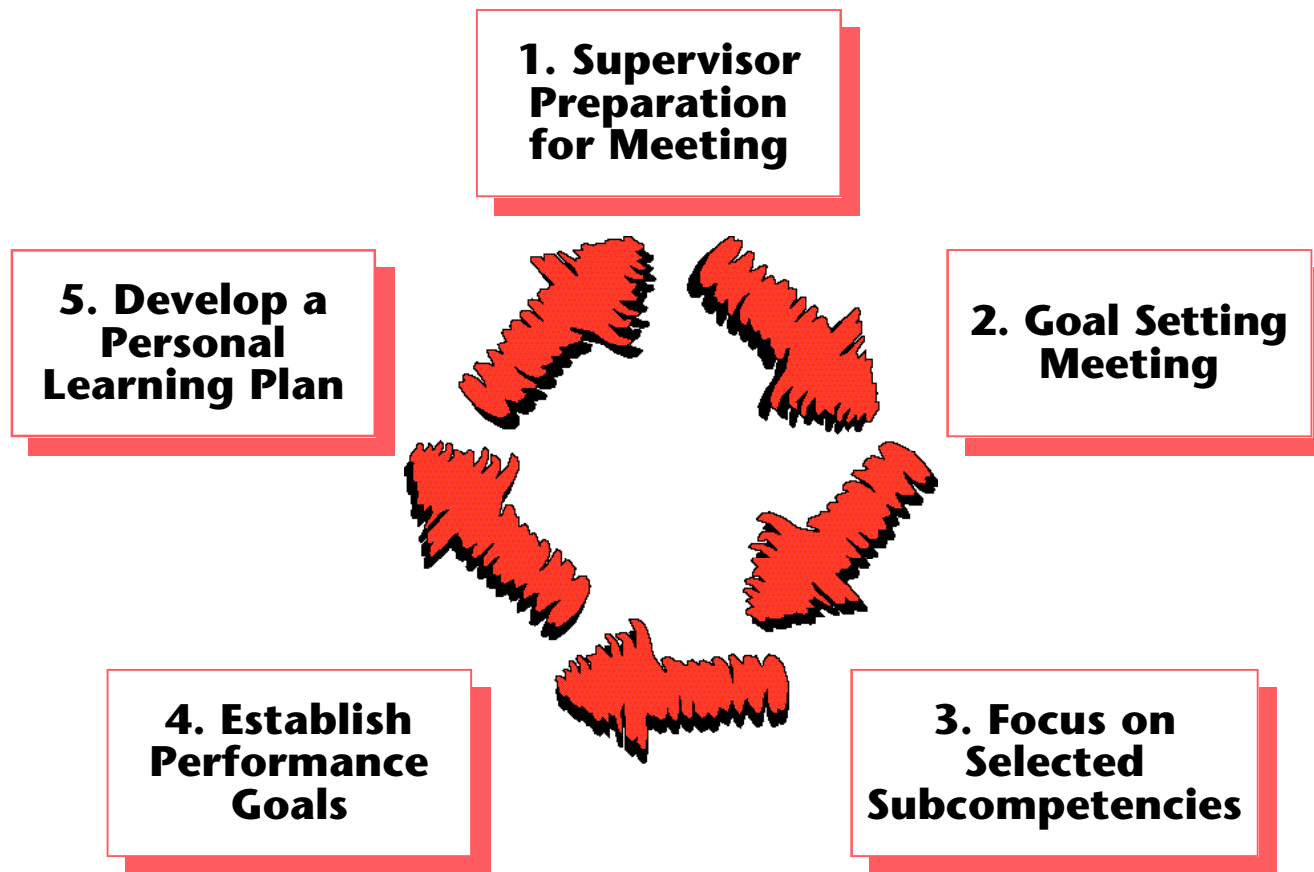 1. Supervisor
Preparation
for Meeting
2. Goal Setting
Meeting
3. Focus on
Selected
Subcompetencies
4. Establish
Performance
Goals
5. Develop a
Personal
Learning Plan